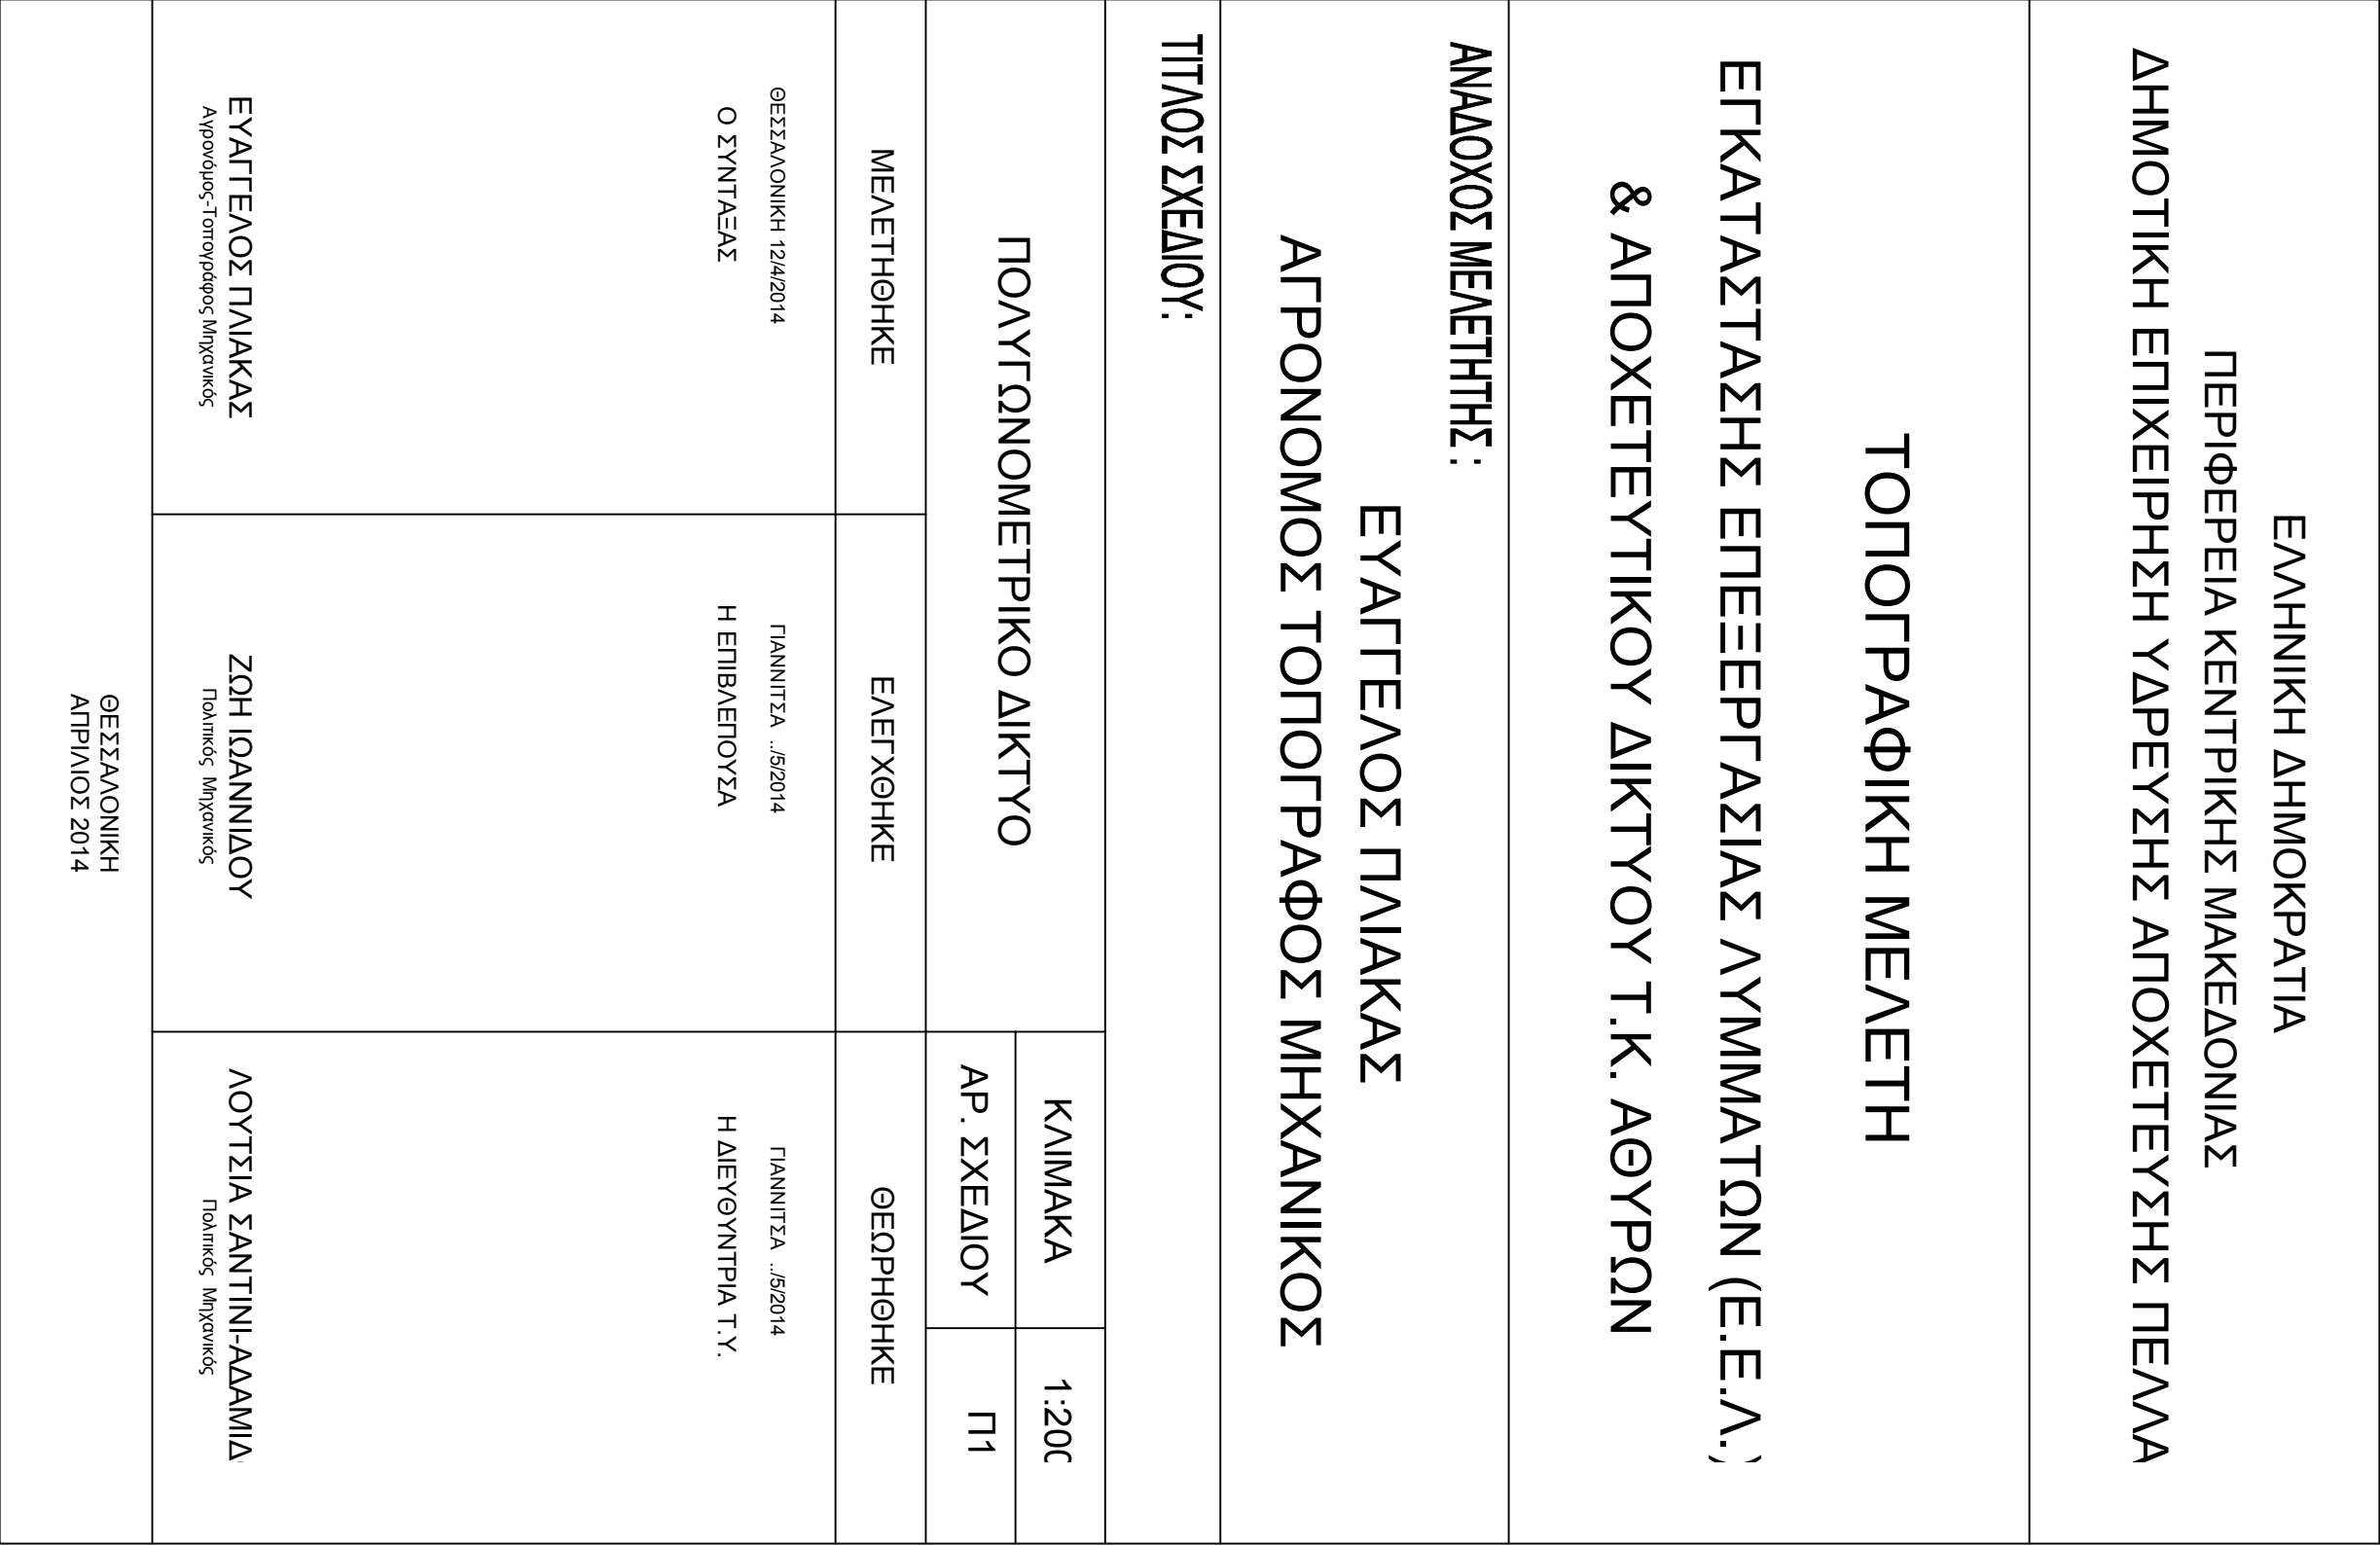 ΕΛΛΗΝΙΚΗ ΔΗΜΟΚΡΑΤΙΑ
ΠΕΡΙΦΕΡΕΙΑ ΚΕΝΤΡΙΚΗΣ ΜΑΚΕΔΟΝΙΑΣ
ΔΗΜΟΤΙΚΗ ΕΠΙΧΕΙΡΗΣΗ ΥΔΡΕΥΣΗΣ ΑΠΟΧΕΤΕΥΣΗΣ ΠΕΛΛΑ
ΤΟΠΟΓΡΑΦΙΚΗ ΜΕΛΕΤΗ
ΕΓΚΑΤΑΣΤΑΣΗΣ ΕΠΕΞΕΡΓΑΣΙΑΣ ΛΥΜΜΑΤΩΝ (Ε.Ε.Λ.)
& ΑΠΟΧΕΤΕΥΤΙΚΟΥ ΔΙΚΤΥΟΥ Τ.Κ. ΑΘΥΡΩΝ
ΑΝΑΔΟΧΟΣ ΜΕΛΕΤΗΤΗΣ :
ΕΥΑΓΓΕΛΟΣ ΠΛΙΑΚΑΣ
ΑΓΡΟΝΟΜΟΣ ΤΟΠΟΓΡΑΦΟΣ ΜΗΧΑΝΙΚΟΣ
ΤΙΤΛΟΣ ΣΧΕΔΙΟΥ:
ΠΟΛΥΓΩΝΟΜΕΤΡΙΚΟ ΔΙΚΤΥΟ
ΚΛΙΜΑΚΑ 1:200
ΑΡ. ΣΧΕΔΙΟΥ Π1
ΜΕΛΕΤΗΘΗΚΕ ΕΛΕΓΧΘΗΚΕ ΘΕΩΡΗΘΗΚΕ
ΘΕΣΣΑΛΟΝΙΚΗ 12/4/2014 ΓΙΑΝΝΙΤΣΑ ../5/2014 ΓΙΑΝΝΙΤΣΑ ../5/2014
Ο ΣΥΝΤΑΞΑΣ Η ΕΠΙΒΛΕΠΟΥΣΑ Η ΔΙΕΥΘΥΝΤΡΙΑ Τ.Υ.
ΕΥΑΓΓΕΛΟΣ ΠΛΙΑΚΑΣ ΖΩΗ ΙΩΑΝΝΙΔΟΥ ΛΟΥΤΣΙΑ ΣΑΝΤΙΝΙ-ΑΔΑΜΙΔ
Αγρονόμος-Τοπογράφος Μηχανικός Πολιτικός Μηχανικός Πολιτικός Μηχανικός
ΘΕΣΣΑΛΟΝΙΚΗ
ΑΠΡΙΛΙΟΣ 2014